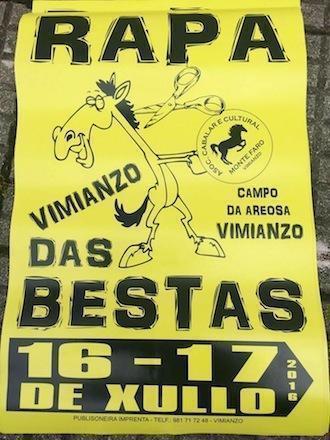 RAPA
ASOC. CABALAR E CULTURAL
MONTE FARO
VIMIANZO
VIMIANZO
CAMPO
DA AREOSA
VIMIANZO
DAS
BESTAS
16 - 17
DE XULLO
2016
PUBLISONEIRA IMPRENTA - TELF: 981 71 72 48 - VIMIANZO